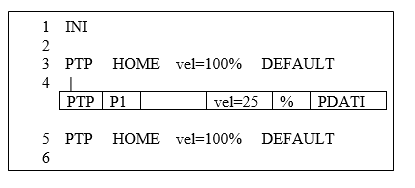 1 INI
2
3 PTP HOME vel=100% DEFAULT
4
PTP P1 vel=25 % PDATI
5 PTP HOME vel=100% DEFAULT
6